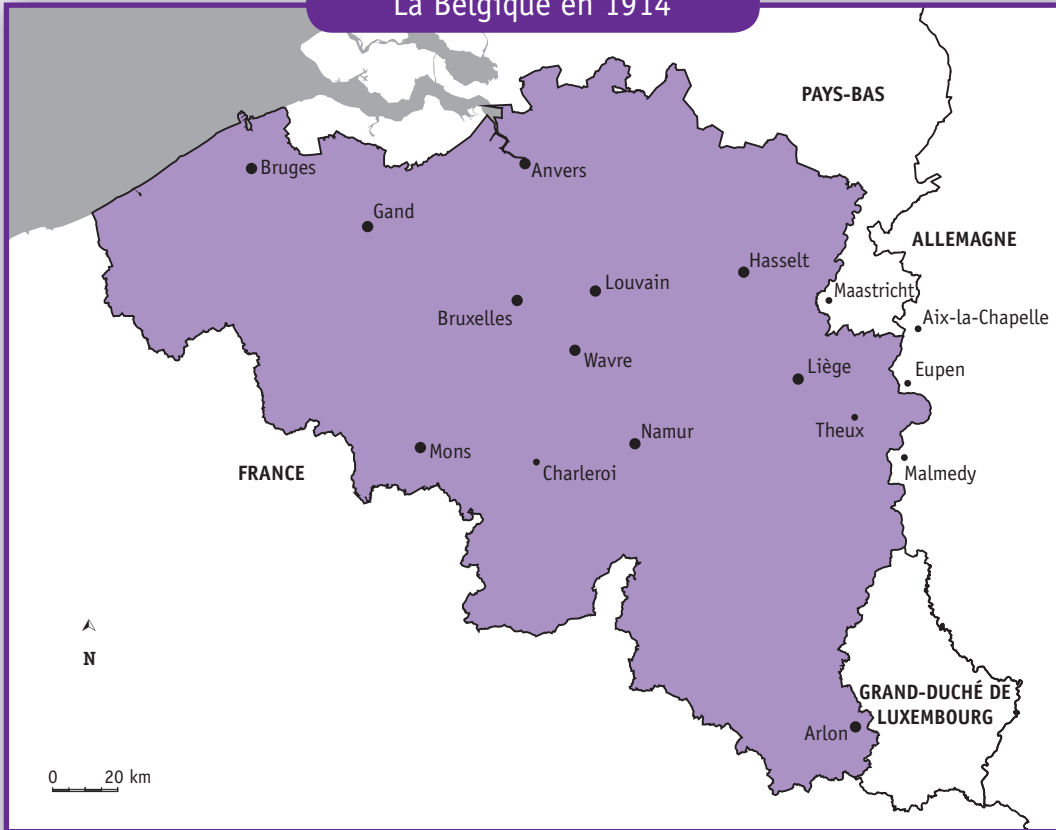 La Belgique en 1914
PAYS-BAS
Bruges
Anvers
Gand
ALLEMAGNE
Hasselt
Louvain
Maastricht
Bruxelles
Aix-la-Chapelle
Wavre
Liège
Eupen
Theux
Namur
Mons
FRANCE
Charleroi
Malmedy
N
GRAND-DUCHÉ DE
LUXEMBOURG
Arlon
0 20 km